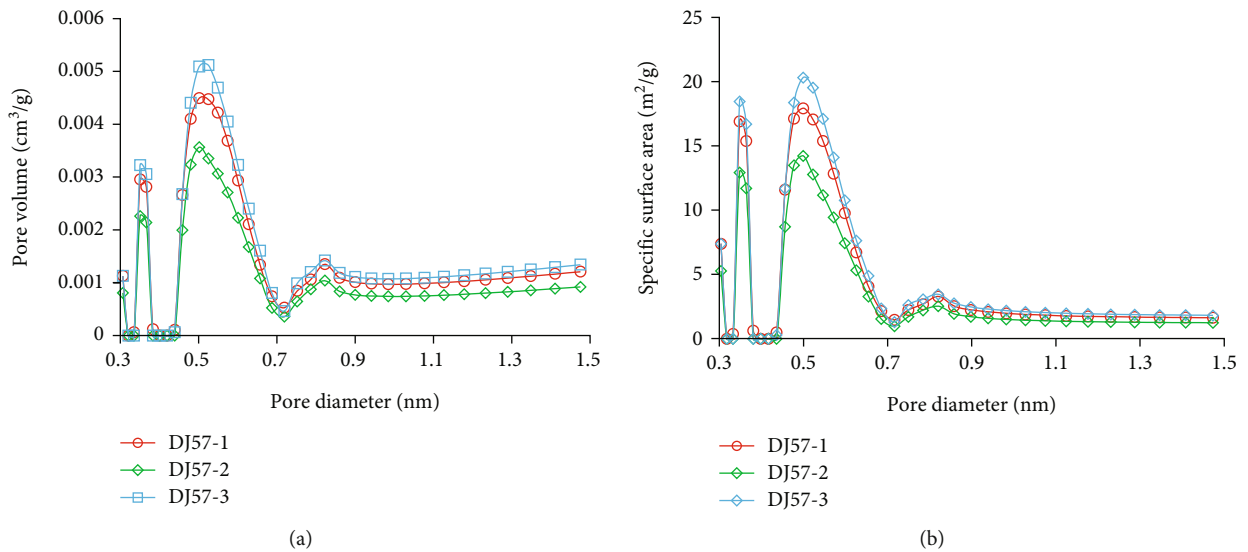 0.006
0.005
0.004
0.003
0.002
0.001
0
Pore volume (cm³/g)
0.3 0.5 0.7 0.9 1.1 1.3 1.5
Pore diameter (nm)
DJ57-1
DJ57-2
DJ57-3
(a)
25
20
15
10
5
0
Specific surface area (m²/g)
0.3 0.5 0.7 0.9 1.1 1.3 1.5
Pore diameter (nm)
DJ57-1
DJ57-2
DJ57-3
(b)